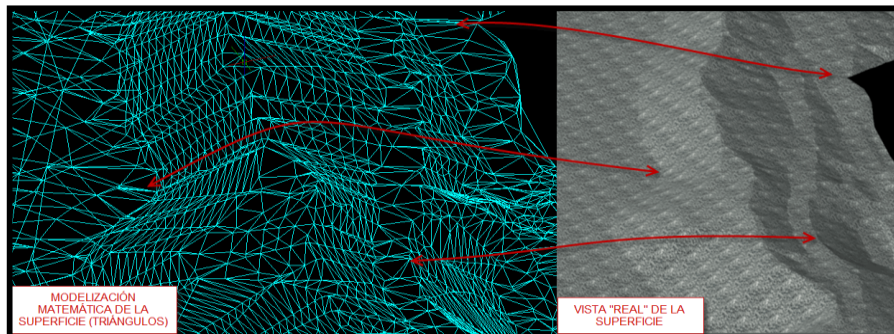 MODELIZACIÓN
MATEMÁTICA DE LA
SUPERFICIE (TRIÁNGULOS)
VISTA "REAL" DE LA
SUPERFICIE